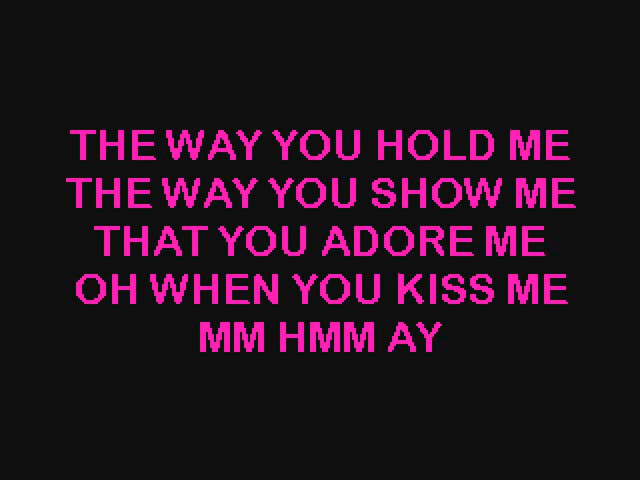 THE WAY YOU HOLD ME
THE WAY YOU SHOW ME
THAT YOU ADORE ME
OH WHEN YOU KISS ME
MM HMM AY